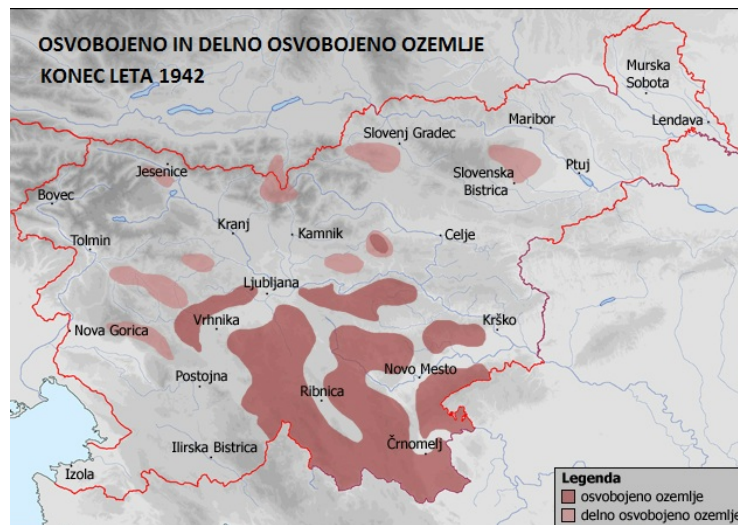 OSVOBOJENO IN DELNO OSVOBOJENO OZEMLJE
KONEC LETA 1942
Murska
Sobota
Lendava
Maribor
Slovenj Gradec
Ptuj
Slovenska
Bistrica
Jesenice
Bovec
Kranj
Kamnik
Celje
Tolmin
Ljubljana
Vrhnika
Krško
Nova Gorica
Novo Mesto
Postojna
Ribnica
Črnomelj
Ilirska Bistrica
Izola
Legenda
osvobojeno ozemlje
delno osvobojeno ozemlje